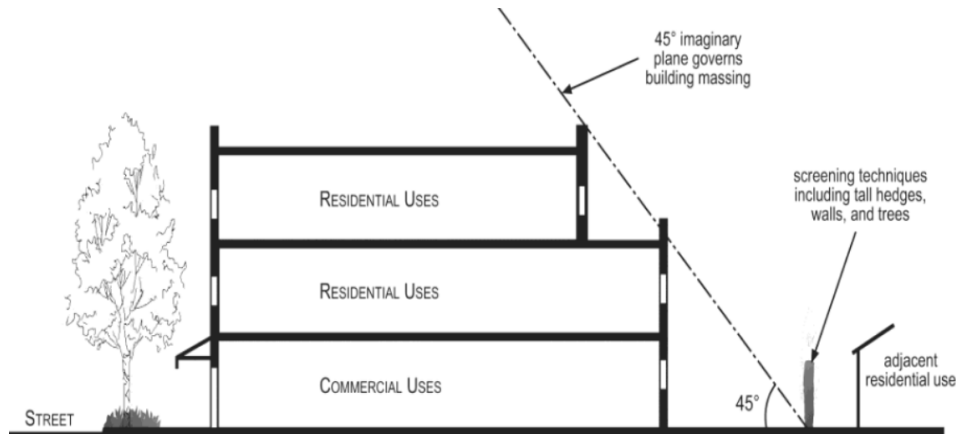 45° imaginary
plane governs
building massing
screening techniques
including tall hedges,
walls, and trees
RESIDENTIAL USES
RESIDENTIAL USES
COMMERCIAL USES
45°
adjacent
residential use
STREET